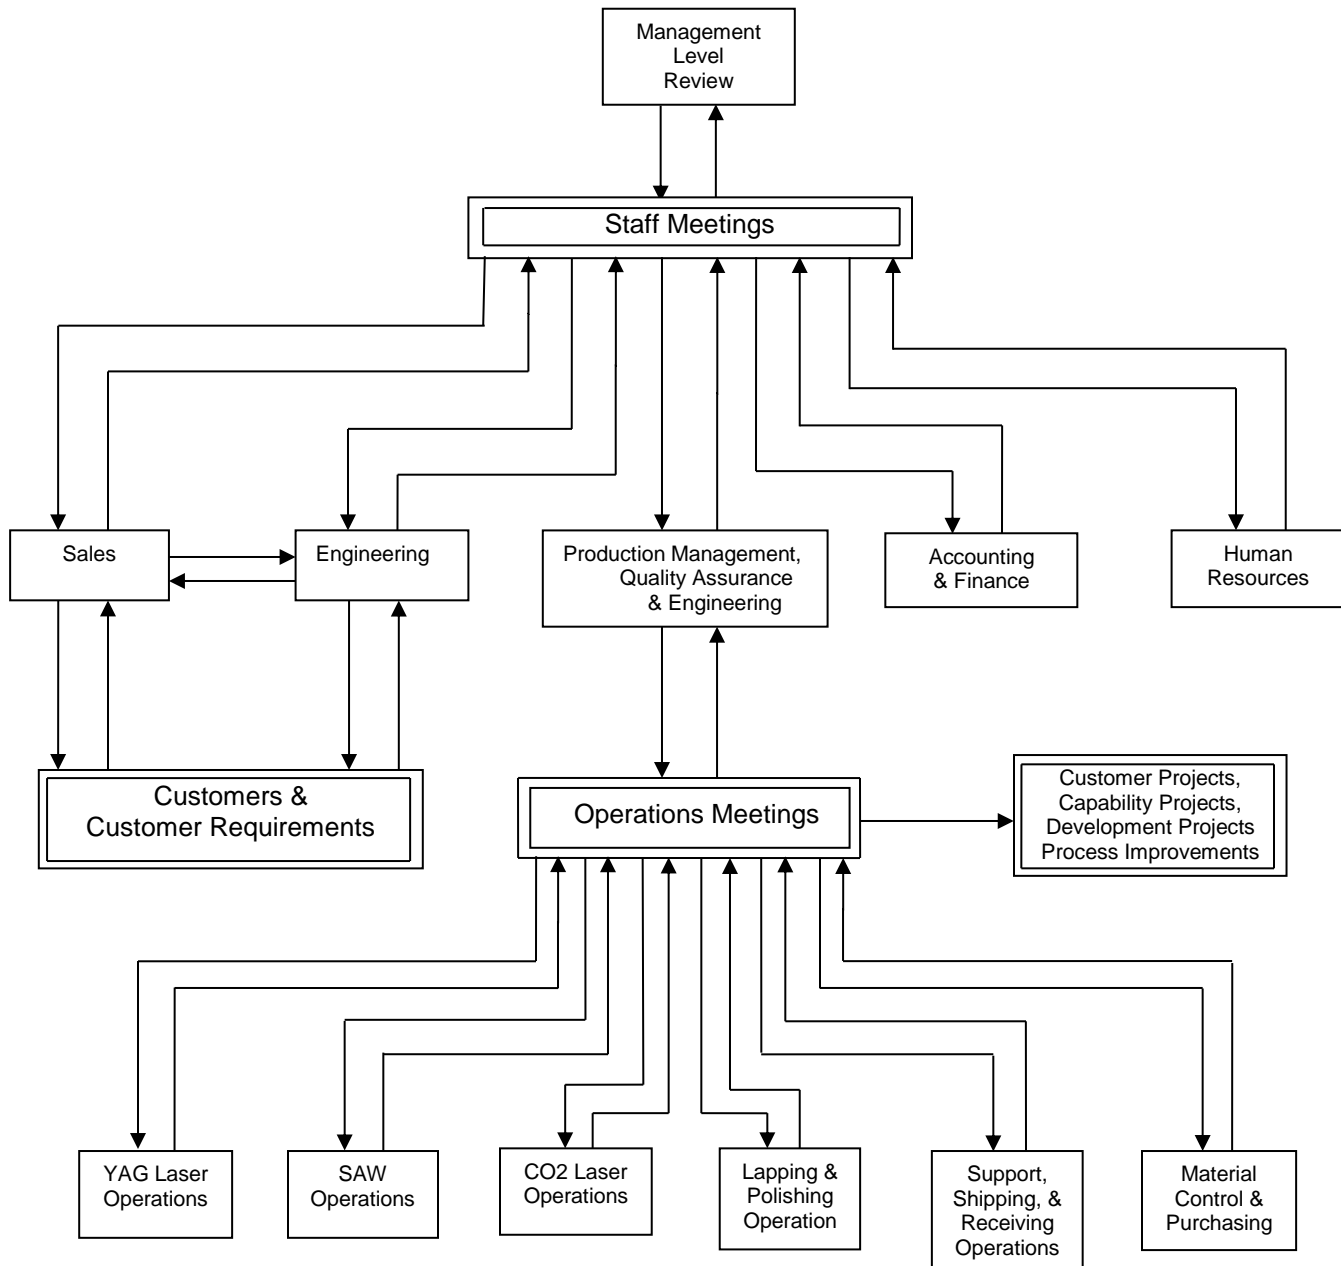 Management
Level
Review
Staff Meetings
Sales
Engineering
Production Management,
Quality Assurance
& Engineering
Accounting
& Finance
Human
Resources
Customers &
Customer Requirements
Operations Meetings
Customer Projects,
Capability Projects,
Development Projects
Process Improvements
YAG Laser
Operations
SAW
Operations
CO2 Laser
Operations
Lapping &
Polishing
Operation
Support,
Shipping, &
Receiving
Operations
Material
Control &
Purchasing